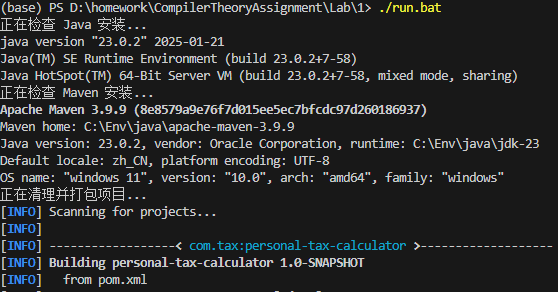 (base) PS D:\homework\CompilerTheoryAssignment\Lab\1> ./run.bat
正在检查 Java 安装...
java version "23.0.2" 2025-01-21
Java(TM) SE Runtime Environment (build 23.0.2+7-58)
Java HotSpot(TM) 64-Bit Server VM (build 23.0.2+7-58, mixed mode, sharing)
正在检查 Maven 安装...
Apache Maven 3.9.9 (8e8579a9e76f7d015ee5ec7bfcdc97d260186937)
Maven home: C:\Env\java\apache-maven-3.9.9
Java version: 23.0.2, vendor: Oracle Corporation, runtime: C:\Env\java\jdk-23
Default locale: zh_CN, platform encoding: UTF-8
OS name: "windows 11", version: "10.0", arch: "amd64", family: "windows"
正在清理并打包项目...
[INFO] Scanning for projects...
[INFO]
[INFO] ------------------< com.tax:personal-tax-calculator >-------------------
[INFO] Building personal-tax-calculator 1.0-SNAPSHOT
[INFO]   from pom.xml